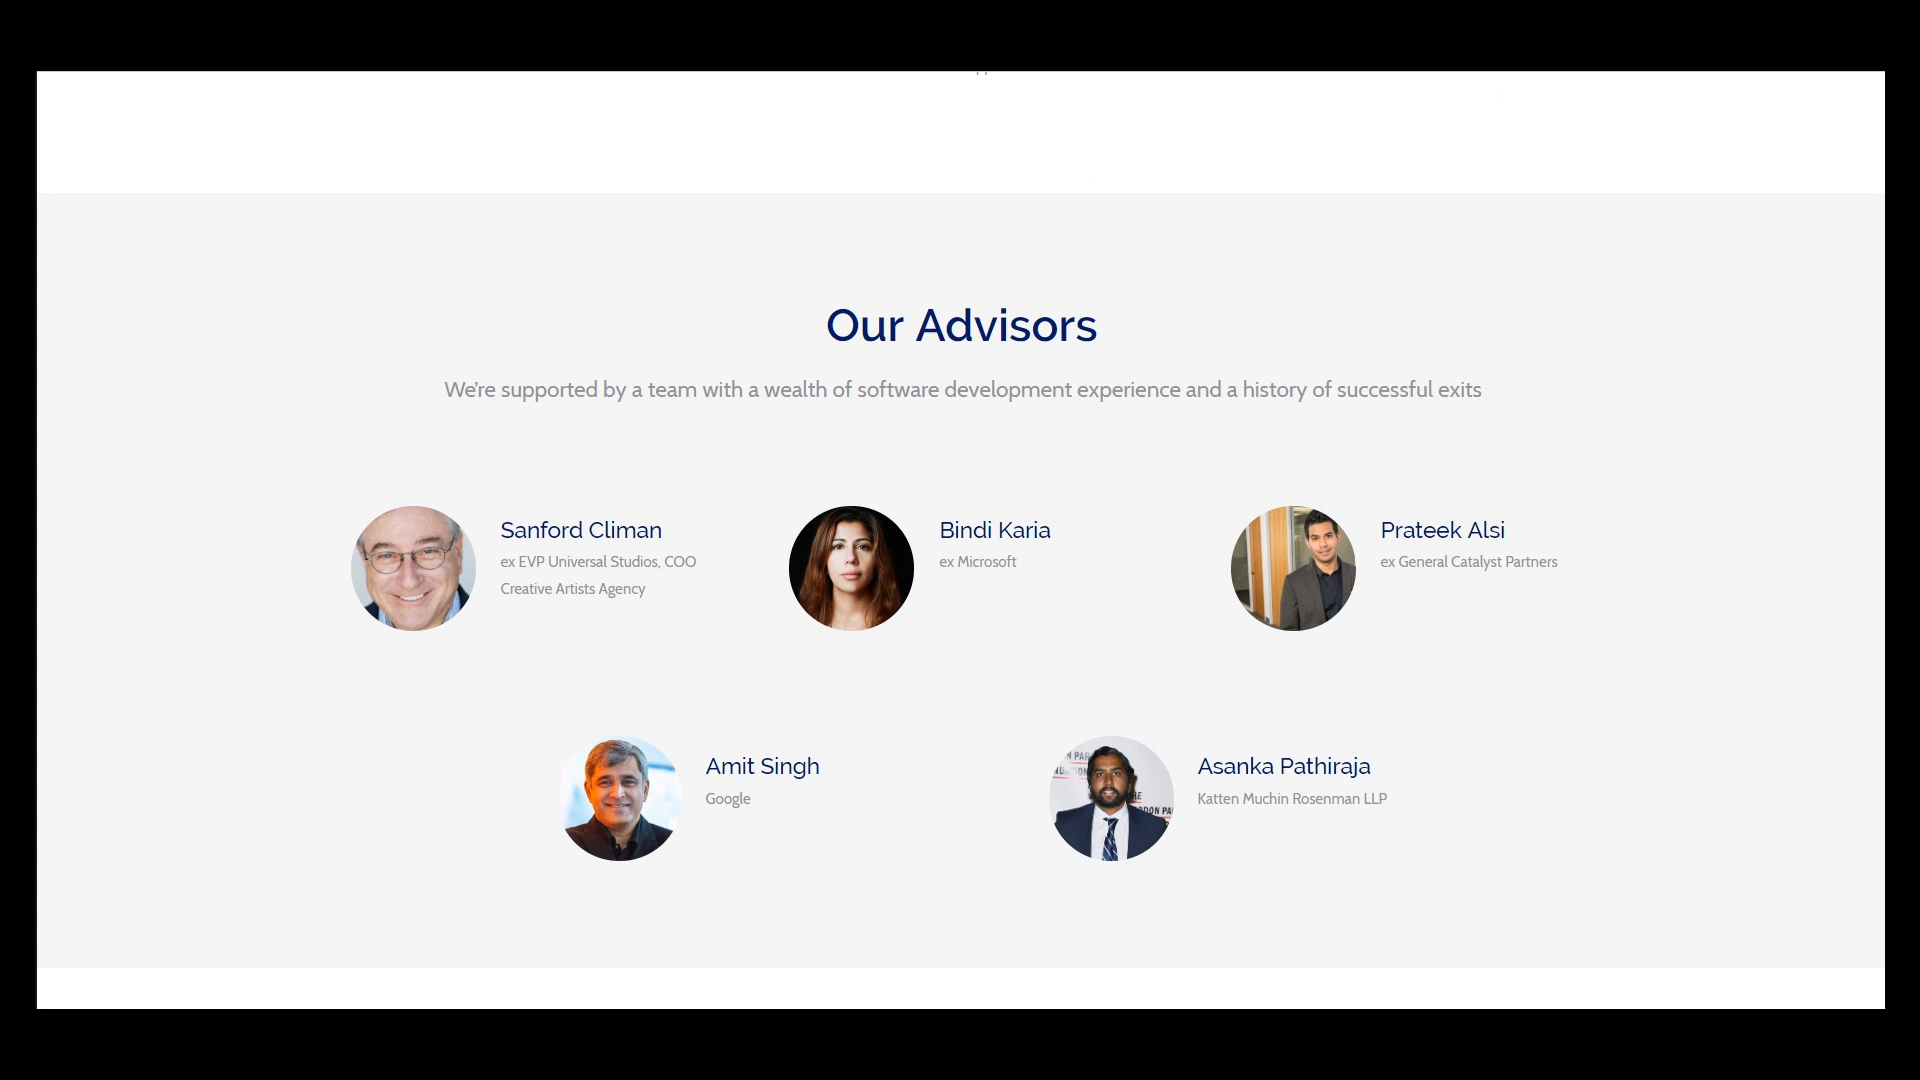 Our Advisors
We're supported by a team with a wealth of software development experience and a history of successful exits
Sanford Climan
ex EVP Universal Studios, COO
Creative Artists Agency
Bindi Karia
ex Microsoft
Prateek Alsi
ex General Catalyst Partners
Amit Singh
Google
Asanka Pathiraja
Katten Muchin Rosenman LLP